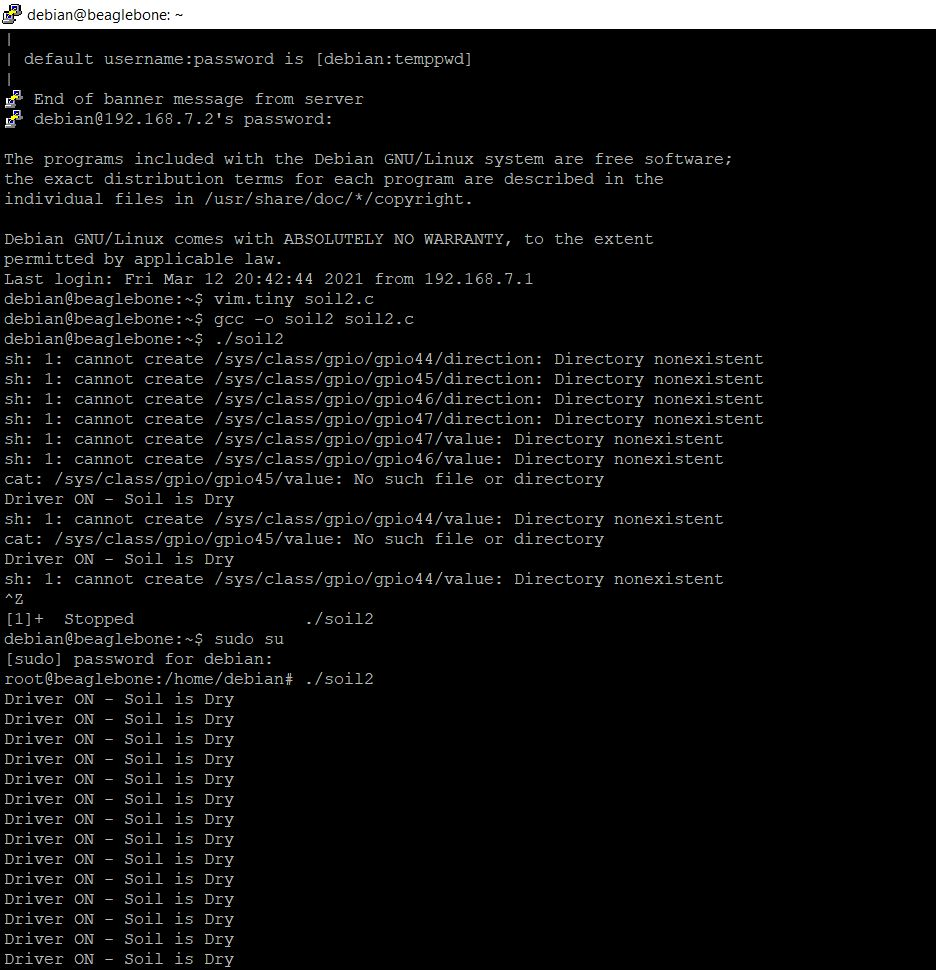 debian@beaglebone: ~
|
| default username:password is [debian:temppwd]
|
End of banner message from server
debian@192.168.7.2's password:
The programs included with the Debian GNU/Linux system are free software;
the exact distribution terms for each program are described in the
individual files in /usr/share/doc/*/copyright.
Debian GNU/Linux comes with ABSOLUTELY NO WARRANTY, to the extent
permitted by applicable law.
Last login: Fri Mar 12 20:42:44 2021 from 192.168.7.1
debian@beaglebone:~$ vim.tiny soil2.c
debian@beaglebone:~$ gcc -o soil2 soil2.c
debian@beaglebone:~$ ./soil2
sh: 1: cannot create /sys/class/gpio/gpio44/direction: Directory nonexistent
sh: 1: cannot create /sys/class/gpio/gpio45/direction: Directory nonexistent
sh: 1: cannot create /sys/class/gpio/gpio46/direction: Directory nonexistent
sh: 1: cannot create /sys/class/gpio/gpio47/direction: Directory nonexistent
sh: 1: cannot create /sys/class/gpio/gpio47/value: Directory nonexistent
sh: 1: cannot create /sys/class/gpio/gpio46/value: Directory nonexistent
cat: /sys/class/gpio/gpio45/value: No such file or directory
Driver ON - Soil is Dry
sh: 1: cannot create /sys/class/gpio/gpio44/value: Directory nonexistent
cat: /sys/class/gpio/gpio45/value: No such file or directory
Driver ON - Soil is Dry
sh: 1: cannot create /sys/class/gpio/gpio44/value: Directory nonexistent
^Z
[1]+  Stopped                 ./soil2
debian@beaglebone:~$ sudo su
[sudo] password for debian:
root@beaglebone:/home/debian# ./soil2
Driver ON - Soil is Dry
Driver ON - Soil is Dry
Driver ON - Soil is Dry
Driver ON - Soil is Dry
Driver ON - Soil is Dry
Driver ON - Soil is Dry
Driver ON - Soil is Dry
Driver ON - Soil is Dry
Driver ON - Soil is Dry
Driver ON - Soil is Dry
Driver ON - Soil is Dry
Driver ON - Soil is Dry
Driver ON - Soil is Dry
Driver ON - Soil is Dry